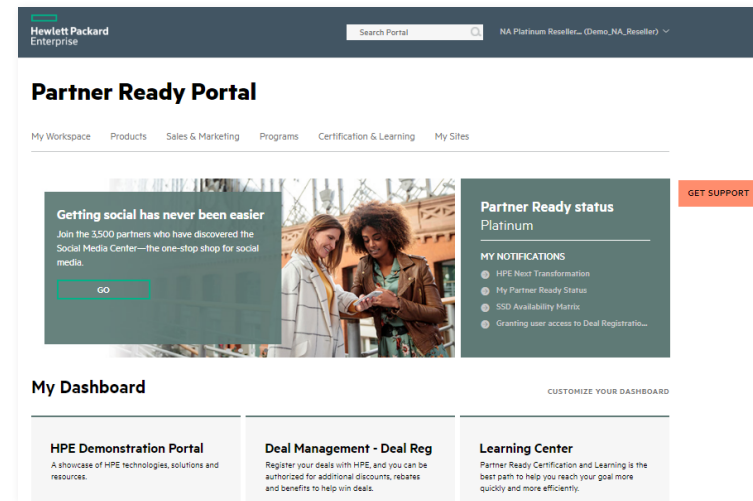 Hewlett Packard
Enterprise
Search Portal
NA Platinum Reseller... (Demo_NA_Reseller)
Partner Ready Portal
My Workspace Products Sales & Marketing Programs Certification & Learning My Sites
GET SUPPORT
Getting social has never been easier
Join the 3,500 partners who have discovered the
Social Media Center—the one-stop shop for social
media.
GO
Partner Ready status
Platinum
MY NOTIFICATIONS
HPE Next Transformation
My Partner Ready Status
SSD Availability Matrix
Granting user access to Deal Registratio...
My Dashboard
CUSTOMIZE YOUR DASHBOARD
HPE Demonstration Portal
A showcase of HPE technologies, solutions and
resources.
Deal Management - Deal Reg
Register your deals with HPE, and you can be
authorized for additional discounts, rebates
and benefits to help win deals.
Learning Center
Partner Ready Certification and Learning is the
best path to help you reach your goal more
quickly and more efficiently.